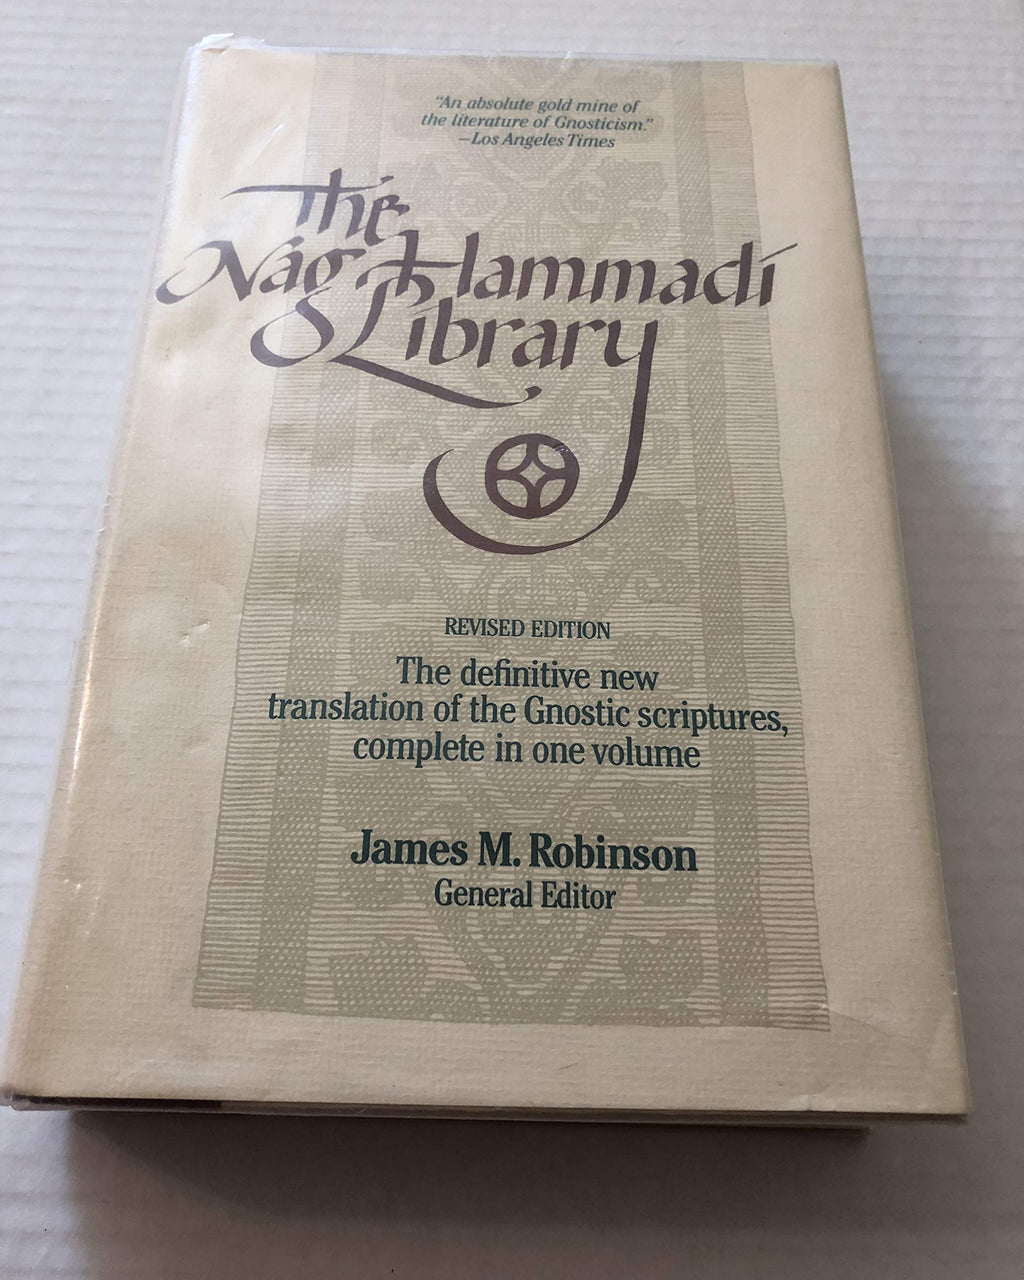 “An absolute gold mine of
the literature of Gnosticism.”
—Los Angeles Times
The
Nag Hammadi
Library
REVISED EDITION
The definitive new
translation of the Gnostic scriptures,
complete in one volume
James M. Robinson
General Editor